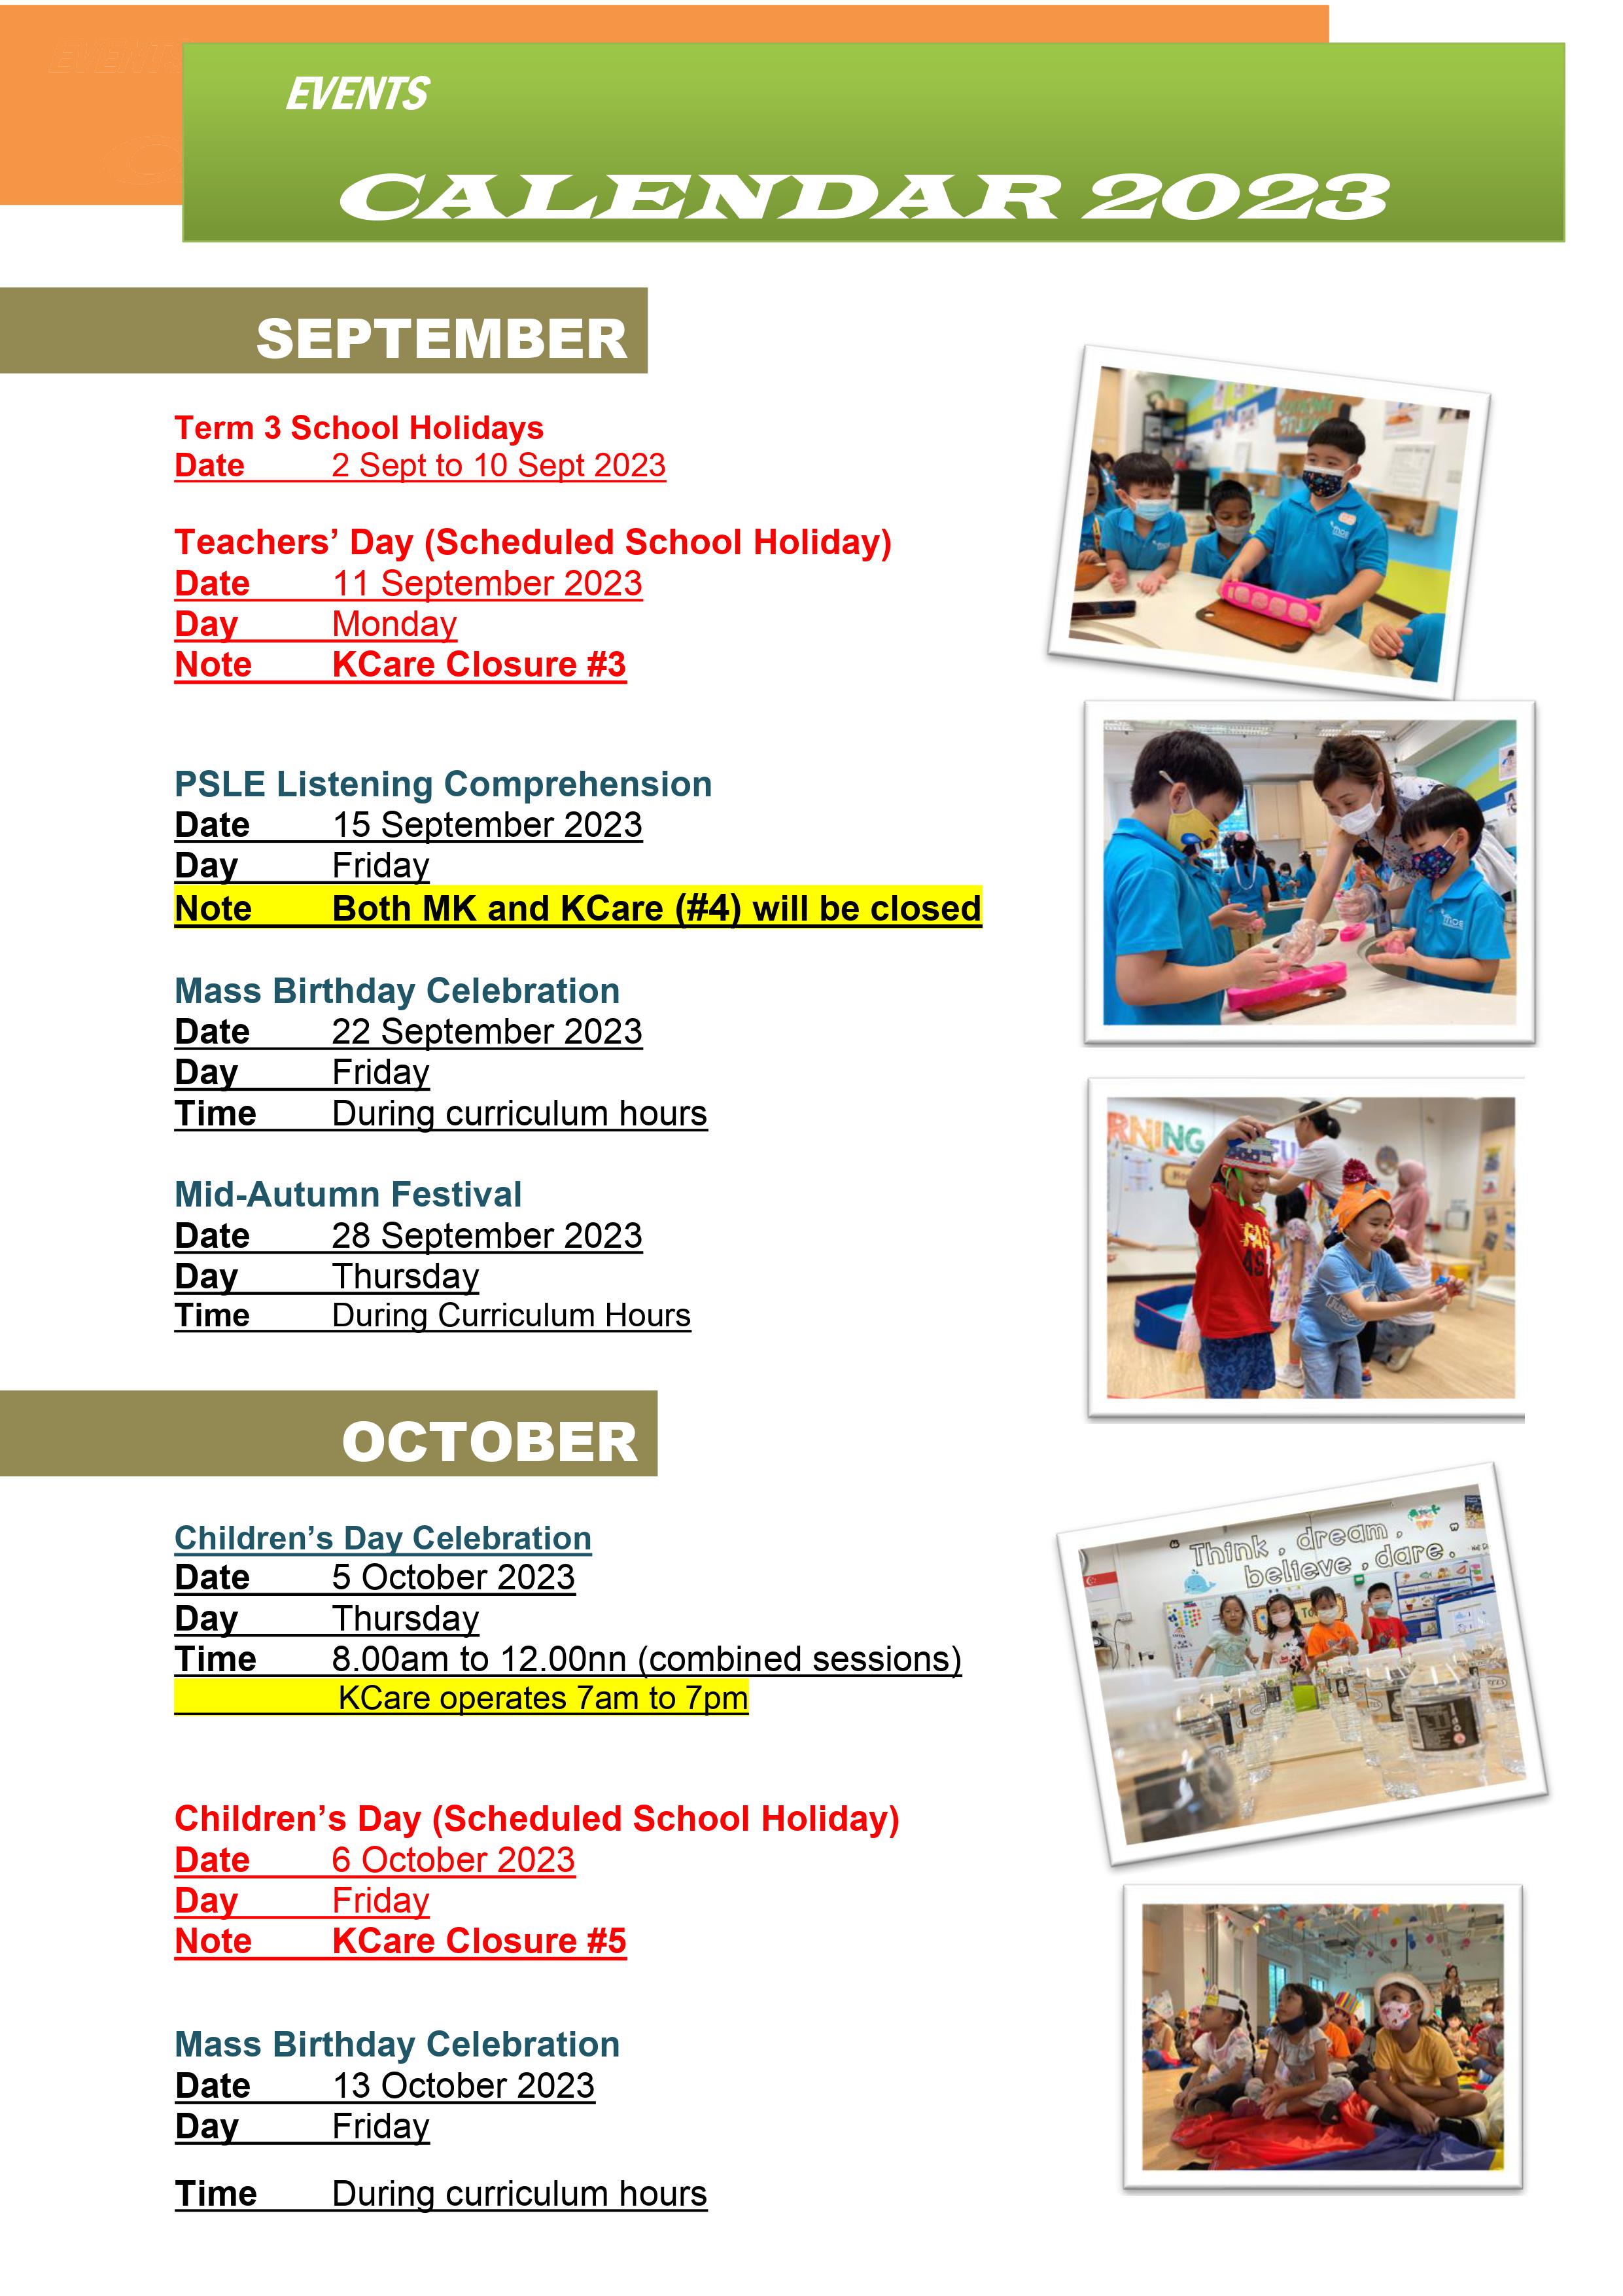 EVENTS
CALENDAR 2023
SEPTEMBER
Term 3 School Holidays
Date 2 Sept to 10 Sept 2023
Teachers’ Day (Scheduled School Holiday)
Date 11 September 2023
Day Monday
Note KCare Closure #3
PSLE Listening Comprehension
Date 15 September 2023
Day Friday
Note Both MK and KCare (#4) will be closed
Mass Birthday Celebration
Date 22 September 2023
Day Friday
Time During curriculum hours
Mid-Autumn Festival
Date 28 September 2023
Day Thursday
Time During Curriculum Hours
OCTOBER
Children’s Day Celebration
Date 5 October 2023
Day Thursday
Time 8.00am to 12.00nn (combined sessions)
KCare operates 7am to 7pm
Think, dream,
believe, dare.
Children’s Day (Scheduled School Holiday)
Date 6 October 2023
Day Friday
Note KCare Closure #5
Mass Birthday Celebration
Date 13 October 2023
Day Friday
Time During curriculum hours